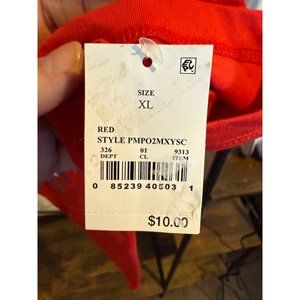 SIZE
XL
RED
STYLE PMPO2MXYSC
326 01 9313
DEPT CL ITEM
0 85239 40503 1
$10.00